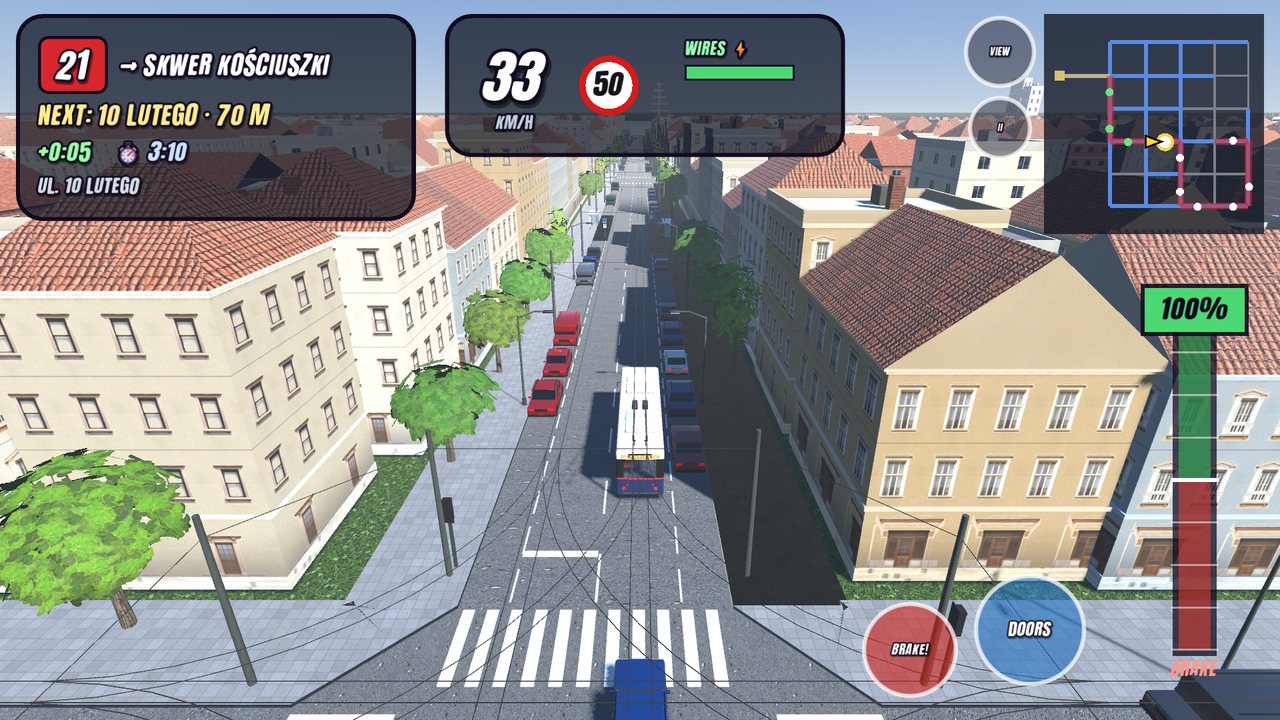 21 → SKWER KOŚCIUSZKI
NEXT: 10 LUTEGO · 70 M
+0:05 3:10
UL. 10 LUTEGO
33
KM/H
50
WIRES
VIEW
II
100%
BRAKE!
DOORS
BRAKE